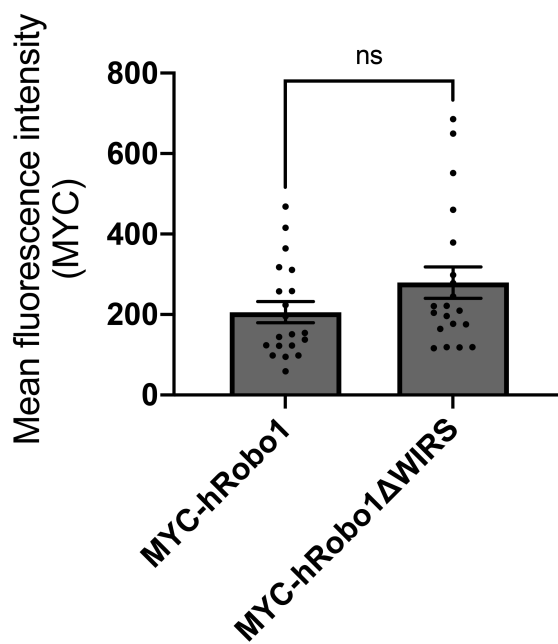 ns
Mean fluorescence intensity
(MYC)
800
600
400
200
0
MYC-hRobo1
MYC-hRobo1ΔWIRS